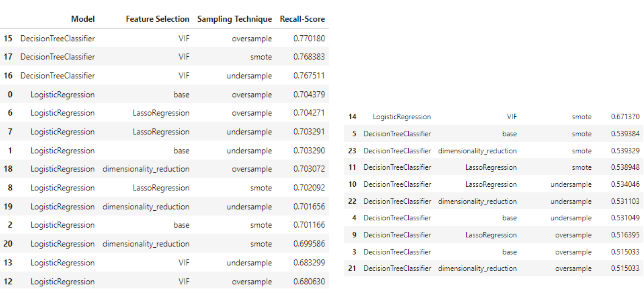 Model Feature Selection Sampling Technique Recall-Score
15 DecisionTreeClassifier VIF oversample 0.770180
17 DecisionTreeClassifier VIF smote 0.768383
16 DecisionTreeClassifier VIF undersample 0.767511
0 LogisticRegression base oversample 0.704379
6 LogisticRegression LassoRegression oversample 0.704271
7 LogisticRegression LassoRegression undersample 0.703291
1 LogisticRegression base undersample 0.703290
18 LogisticRegression dimensionality_reduction oversample 0.703072
8 LogisticRegression LassoRegression smote 0.702092
19 LogisticRegression dimensionality_reduction undersample 0.701656
2 LogisticRegression base smote 0.701166
20 LogisticRegression dimensionality_reduction smote 0.699586
13 LogisticRegression VIF undersample 0.683299
12 LogisticRegression VIF oversample 0.680630
14 LogisticRegression VIF smote 0.671370
5 DecisionTreeClassifier base smote 0.539384
23 DecisionTreeClassifier dimensionality_reduction smote 0.539329
11 DecisionTreeClassifier LassoRegression smote 0.538948
10 DecisionTreeClassifier LassoRegression undersample 0.534046
22 DecisionTreeClassifier dimensionality_reduction undersample 0.531103
4 DecisionTreeClassifier base undersample 0.531049
9 DecisionTreeClassifier LassoRegression oversample 0.516395
3 DecisionTreeClassifier base oversample 0.515033
21 DecisionTreeClassifier dimensionality_reduction oversample 0.515033